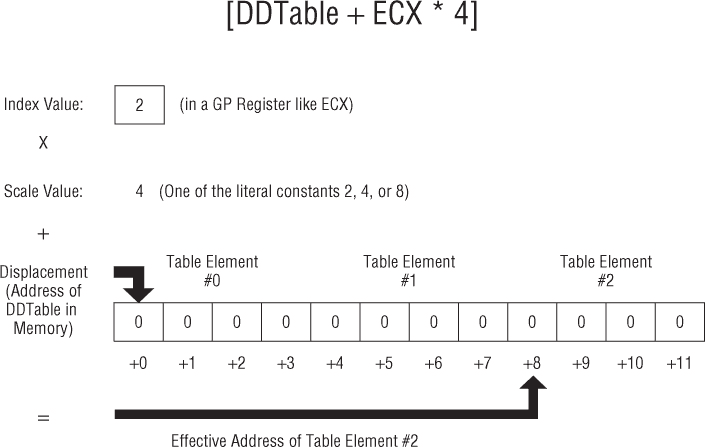 [DDTable + ECX * 4]
Index Value: 2 (in a GP Register like ECX)
X
Scale Value: 4 (One of the literal constants 2, 4, or 8)
+
Displacement
(Address of
DDTable in
Memory)
Table Element
#0
Table Element
#1
Table Element
#2
0 0 0 0 0 0 0 0 0 0 0 0
+0 +1 +2 +3 +4 +5 +6 +7 +8 +9 +10 +11
=
Effective Address of Table Element #2